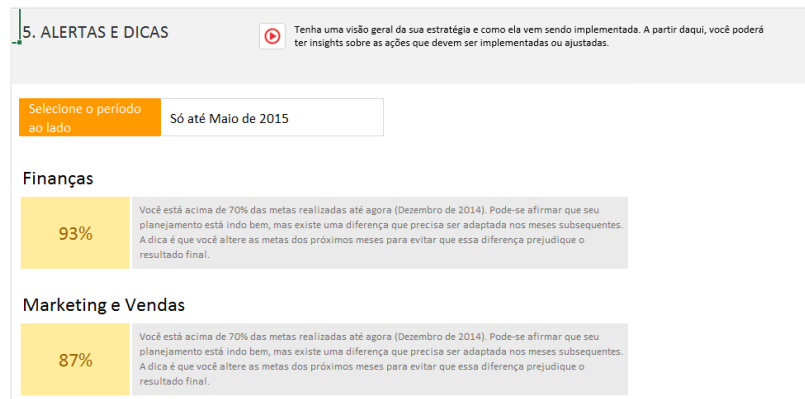 5. ALERTAS E DICAS
Tenha uma visão geral da sua estratégia e como ela vem sendo implementada. A partir daqui, você poderá
ter insights sobre as ações que devem ser implementadas ou ajustadas.
Selecione o período
ao lado
Só até Maio de 2015
Finanças
93%
Você está acima de 70% das metas realizadas até agora (Dezembro de 2014). Pode-se afirmar que seu
planejamento está indo bem, mas existe uma diferença que precisa ser adaptada nos meses subsequentes.
A dica é que você altere as metas dos próximos meses para evitar que essa diferença prejudique o
resultado final.
Marketing e Vendas
87%
Você está acima de 70% das metas realizadas até agora (Dezembro de 2014). Pode-se afirmar que seu
planejamento está indo bem, mas existe uma diferença que precisa ser adaptada nos meses subsequentes.
A dica é que você altere as metas dos próximos meses para evitar que essa diferença prejudique o
resultado final.